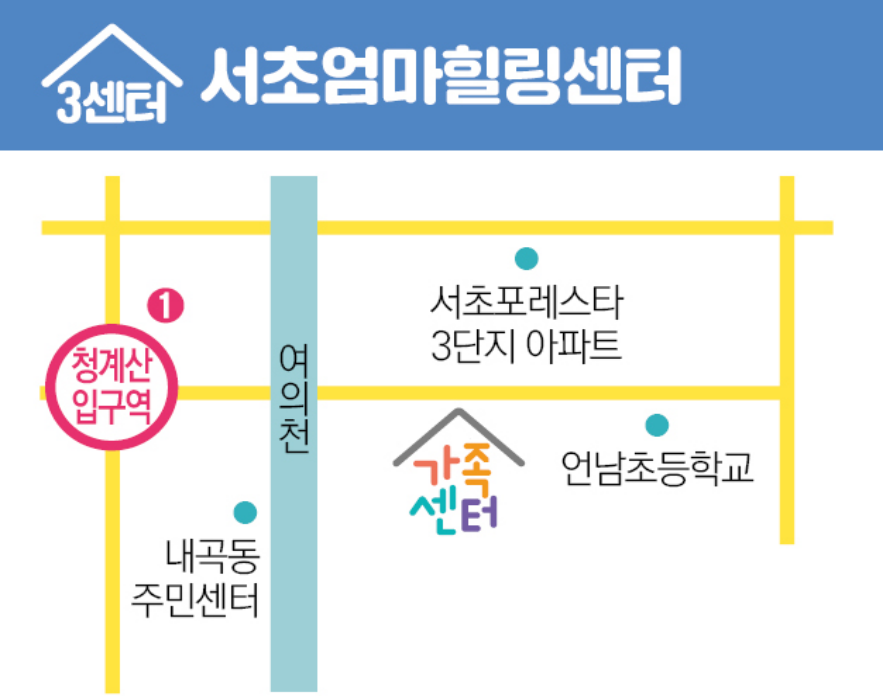 3센터
서초엄마힐링센터
1
서초포레스타
3단지 아파트
청계산
입구역
여의천
가족
센터
언남초등학교
내곡동
주민센터